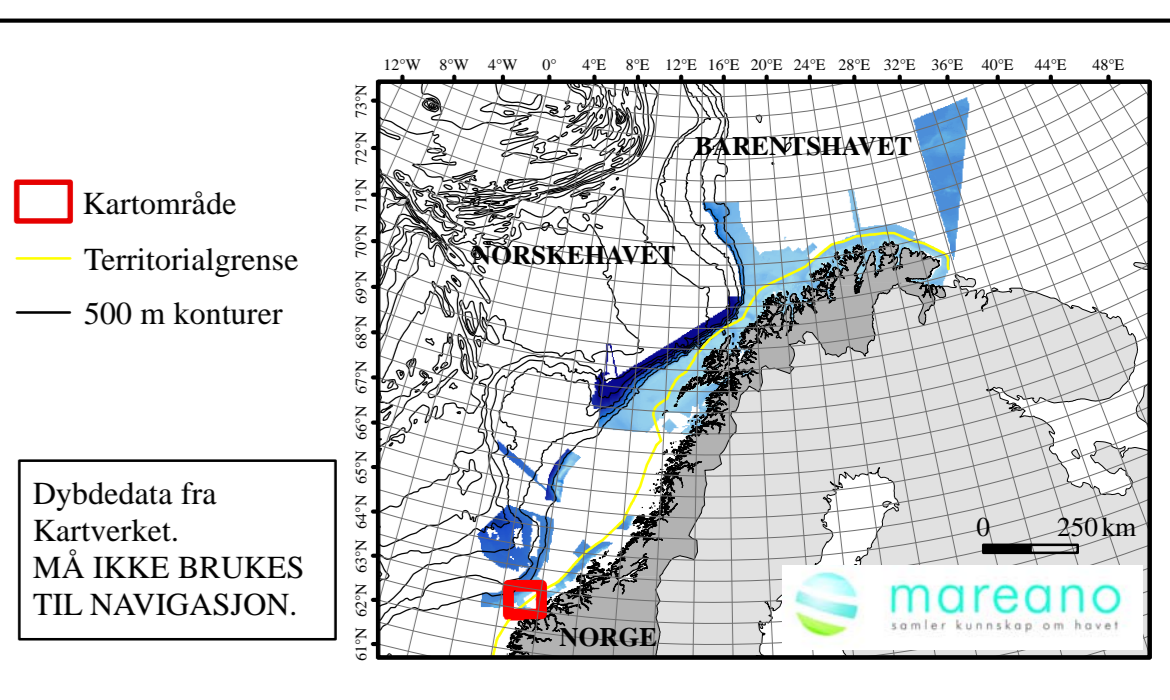 12°W 8°W 4°W 0° 4°E 8°E 12°E 16°E 20°E 24°E 28°E 32°E 36°E 40°E 44°E 48°E
73°N
72°N
71°N
70°N
69°N
68°N
67°N
66°N
65°N
64°N
63°N
62°N
61°N
BARENTSHAVET
NORSKEHAVET
NORGE
0 250 km
mareano
samler kunnskap om havet
Kartområde
Territorialgrense
500 m konturer
Dybdedata fra
Kartverket.
MÅ IKKE BRUKES
TIL NAVIGASJON.